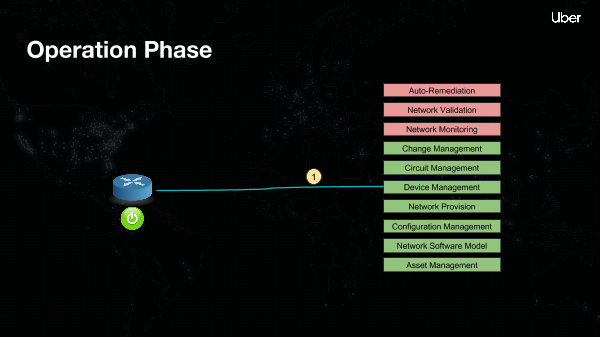 Uber
Operation Phase
Auto-Remediation
Network Validation
Network Monitoring
Change Management
Circuit Management
1
Device Management
Network Provision
Configuration Management
Network Software Model
Asset Management